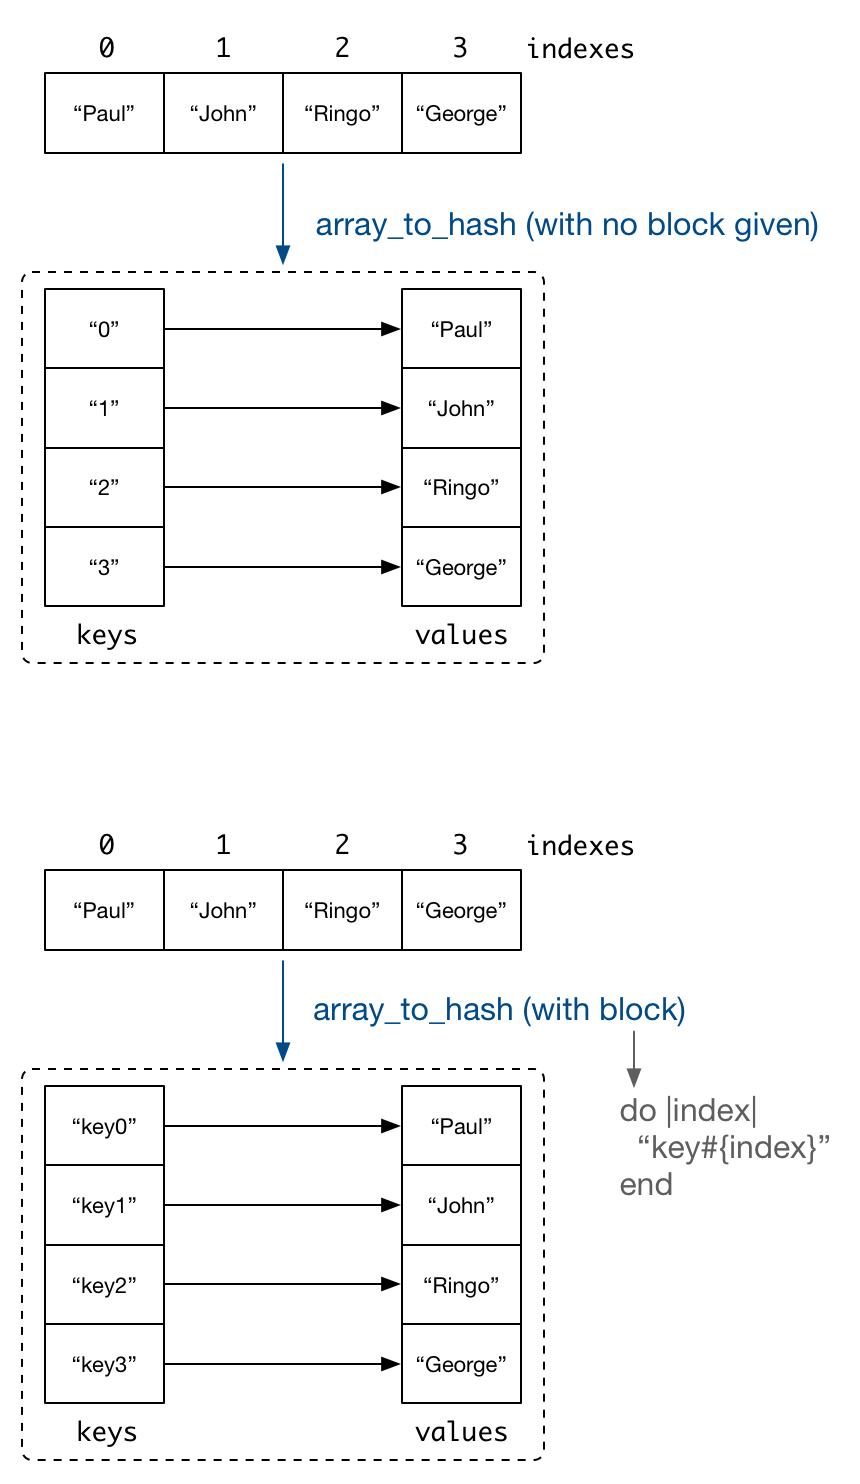 0 1 2 3 indexes
“Paul” “John” “Ringo” “George”
array_to_hash (with no block given)
“0” “Paul”
“1” “John”
“2” “Ringo”
“3” “George”
keys values
0 1 2 3 indexes
“Paul” “John” “Ringo” “George”
array_to_hash (with block)
“key0” “Paul”
do |index|
“key#{index}”
end
“key1” “John”
“key2” “Ringo”
“key3” “George”
keys values